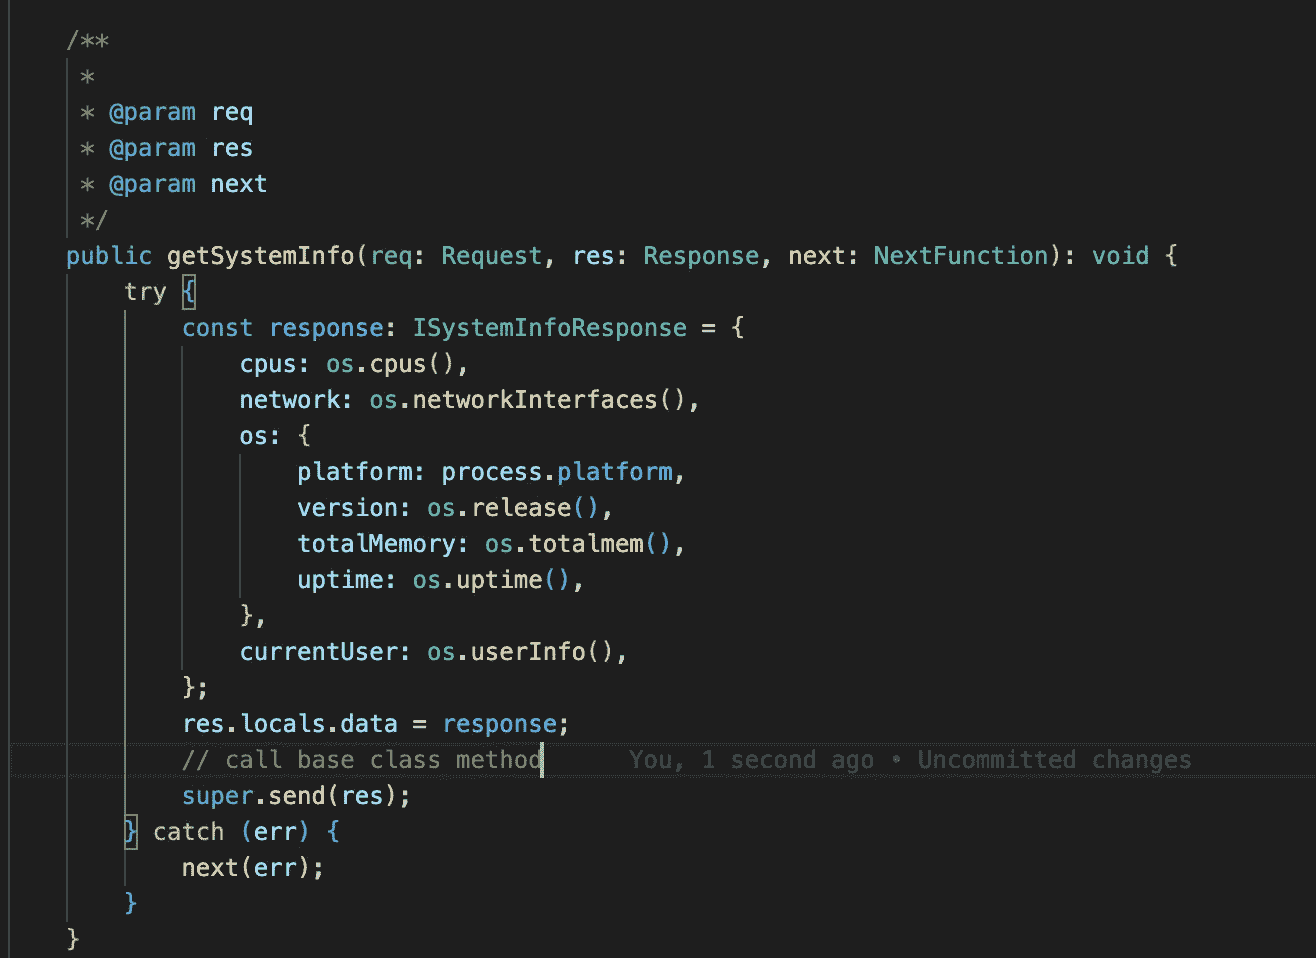 /**
*
* @param req
* @param res
* @param next
*/
public getSystemInfo(req: Request, res: Response, next: NextFunction): void {
try {
const response: ISystemInfoResponse = {
cpus: os.cpus(),
network: os.networkInterfaces(),
os: {
platform: process.platform,
version: os.release(),
totalMemory: os.totalmem(),
uptime: os.uptime(),
},
currentUser: os.userInfo(),
};
res.locals.data = response;
// call base class method You, 1 second ago • Uncommitted changes
super.send(res);
} catch (err) {
next(err);
}
}